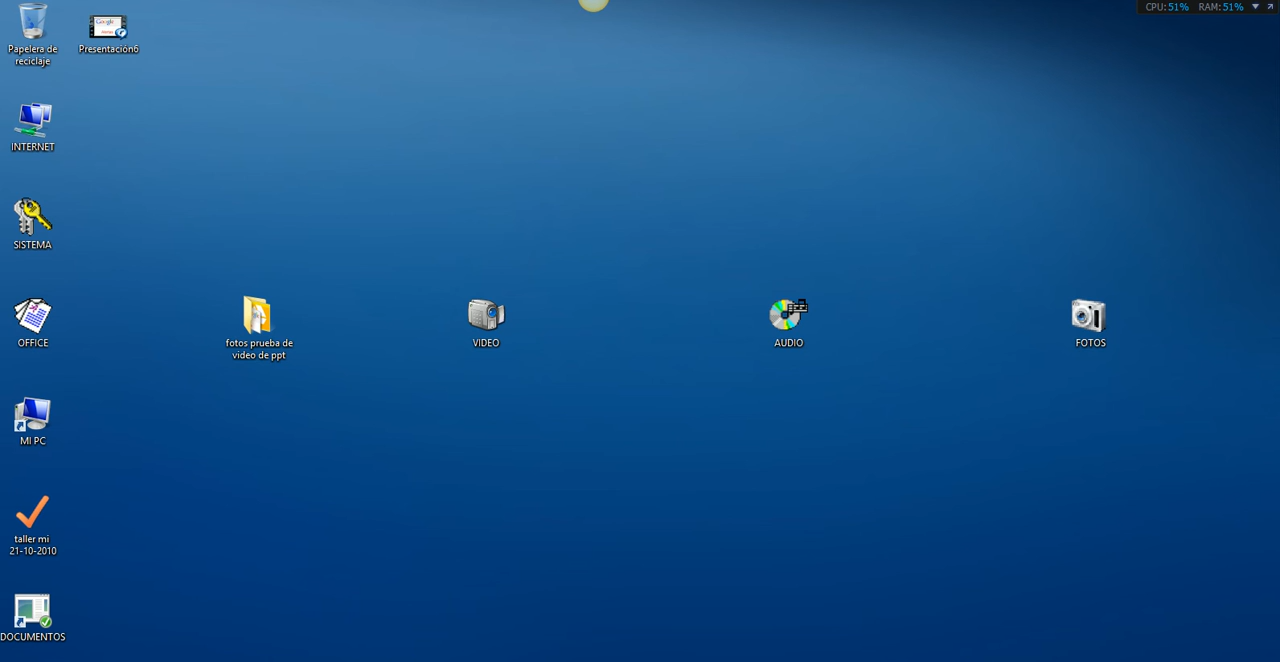 CPU: 51% RAM: 51%
Papelera de
reciclaje
Google
Presentación6
INTERNET
SISTEMA
OFFICE
fotos prueba de
video de ppt
VIDEO
AUDIO
FOTOS
MI PC
taller mi
21-10-2010
DOCUMENTOS